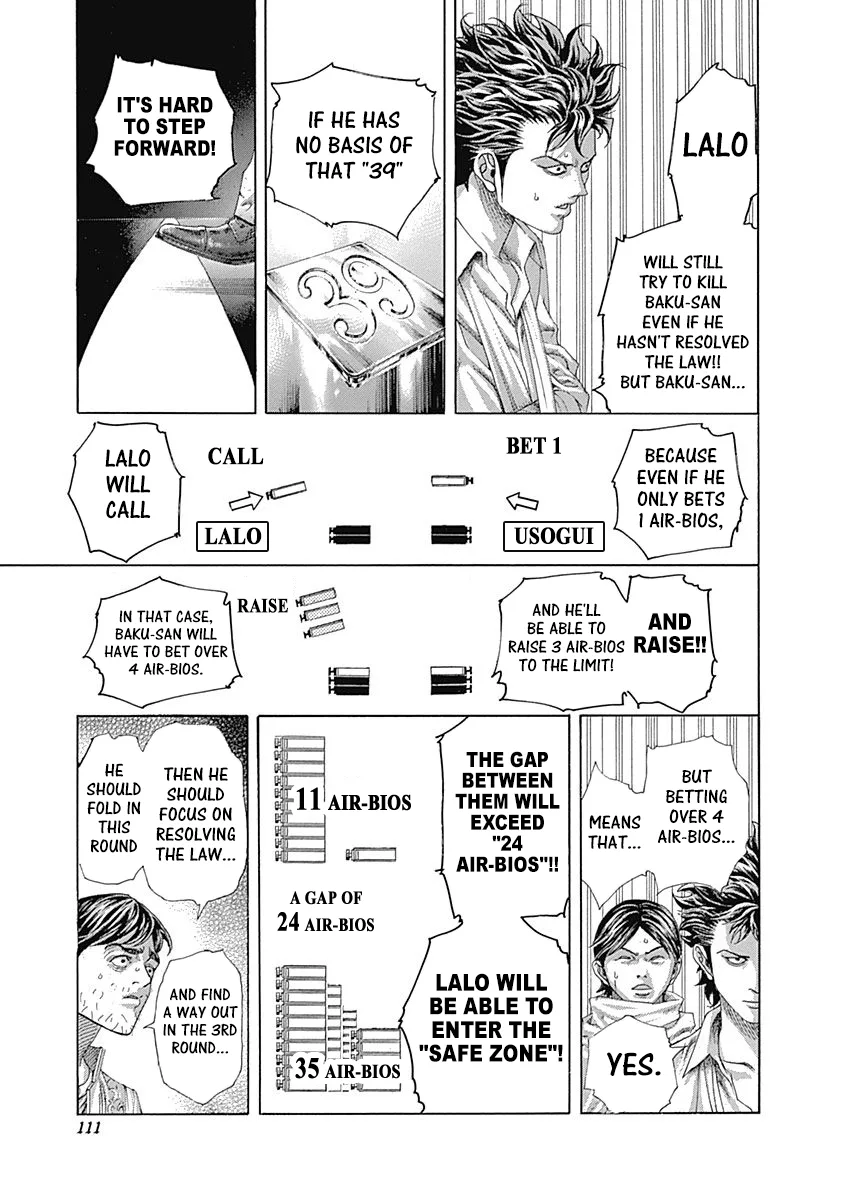 LALO
WILL STILL
TRY TO KILL
BAKU-SAN
EVEN IF HE
HASN'T RESOLVED
THE LAW!!
BUT BAKU-SAN...
IF HE HAS
NO BASIS OF
THAT "39"
39
IT'S HARD
TO STEP
FORWARD!
BECAUSE
EVEN IF HE
ONLY BETS
1 AIR-BIOS,
BET 1
USOGUI
CALL
LALO
LALO
WILL
CALL
AND
RAISE!!
AND HE'LL
BE ABLE TO
RAISE 3 AIR-BIOS
TO THE LIMIT!
RAISE
IN THAT CASE,
BAKU-SAN WILL
HAVE TO BET OVER
4 AIR-BIOS.
BUT
BETTING
OVER 4
AIR-BIOS...
MEANS
THAT...
YES.
THE GAP
BETWEEN
THEM WILL
EXCEED
"24
AIR-BIOS"!!
11 AIR-BIOS
A GAP OF
24 AIR-BIOS
35 AIR-BIOS
LALO WILL
BE ABLE TO
ENTER THE
"SAFE ZONE"!
THEN HE
SHOULD
FOCUS ON
RESOLVING
THE LAW...
HE
SHOULD
FOLD IN
THIS
ROUND
AND FIND
A WAY OUT
IN THE 3RD
ROUND...
111